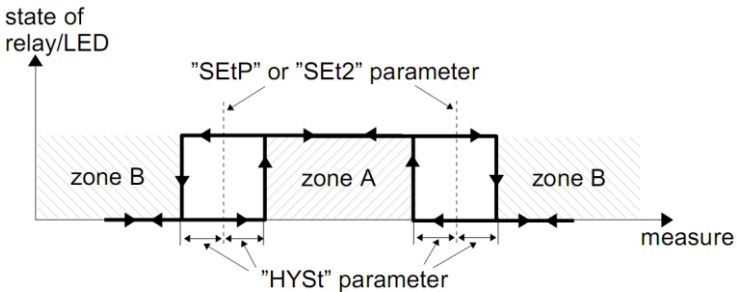 state of
relay/LED
”SEtP” or ”SEt2” parameter
zone B
zone A
zone B
measure
”HYSt” parameter